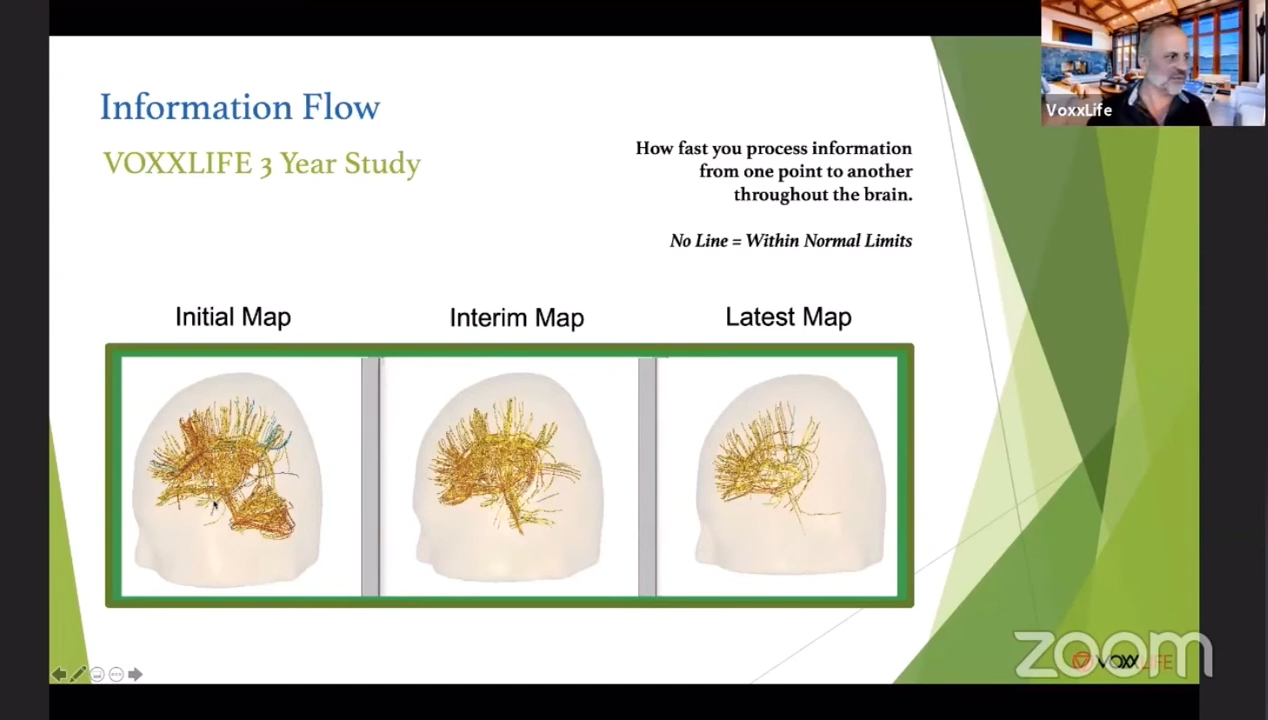 Information Flow
VOXXLIFE 3 Year Study
How fast you process information
from one point to another
throughout the brain.
No Line = Within Normal Limits
Initial Map
Interim Map
Latest Map
VoxxLife
zoom
VOXXLIFE